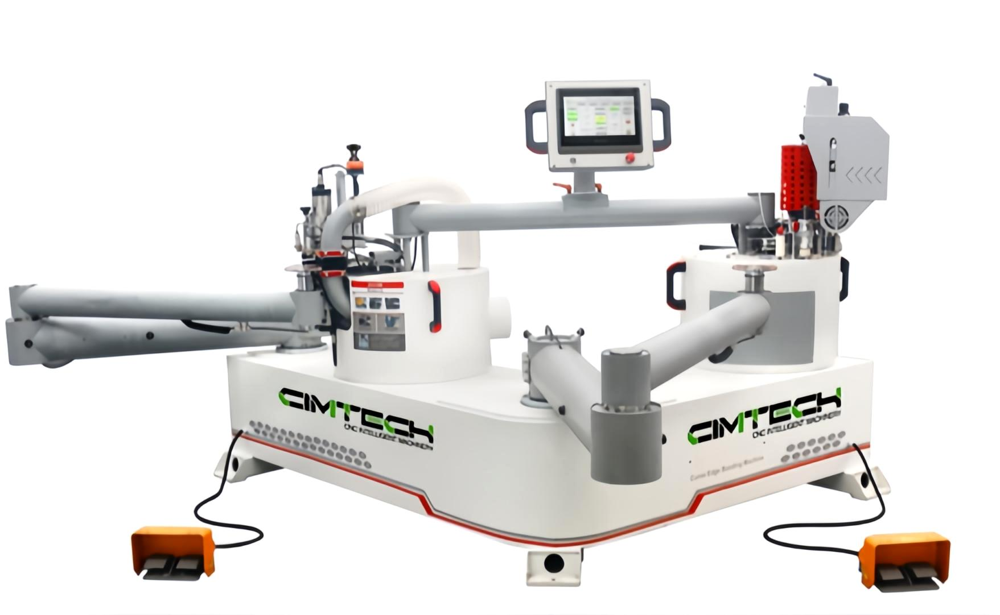 CIMTECH
CNC INTELLIGENT MACHINERY
CIMTECH
CNC INTELLIGENT MACHINERY
Curve Edge Banding Machine